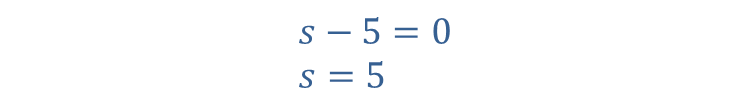 s − 5 = 0
s = 5